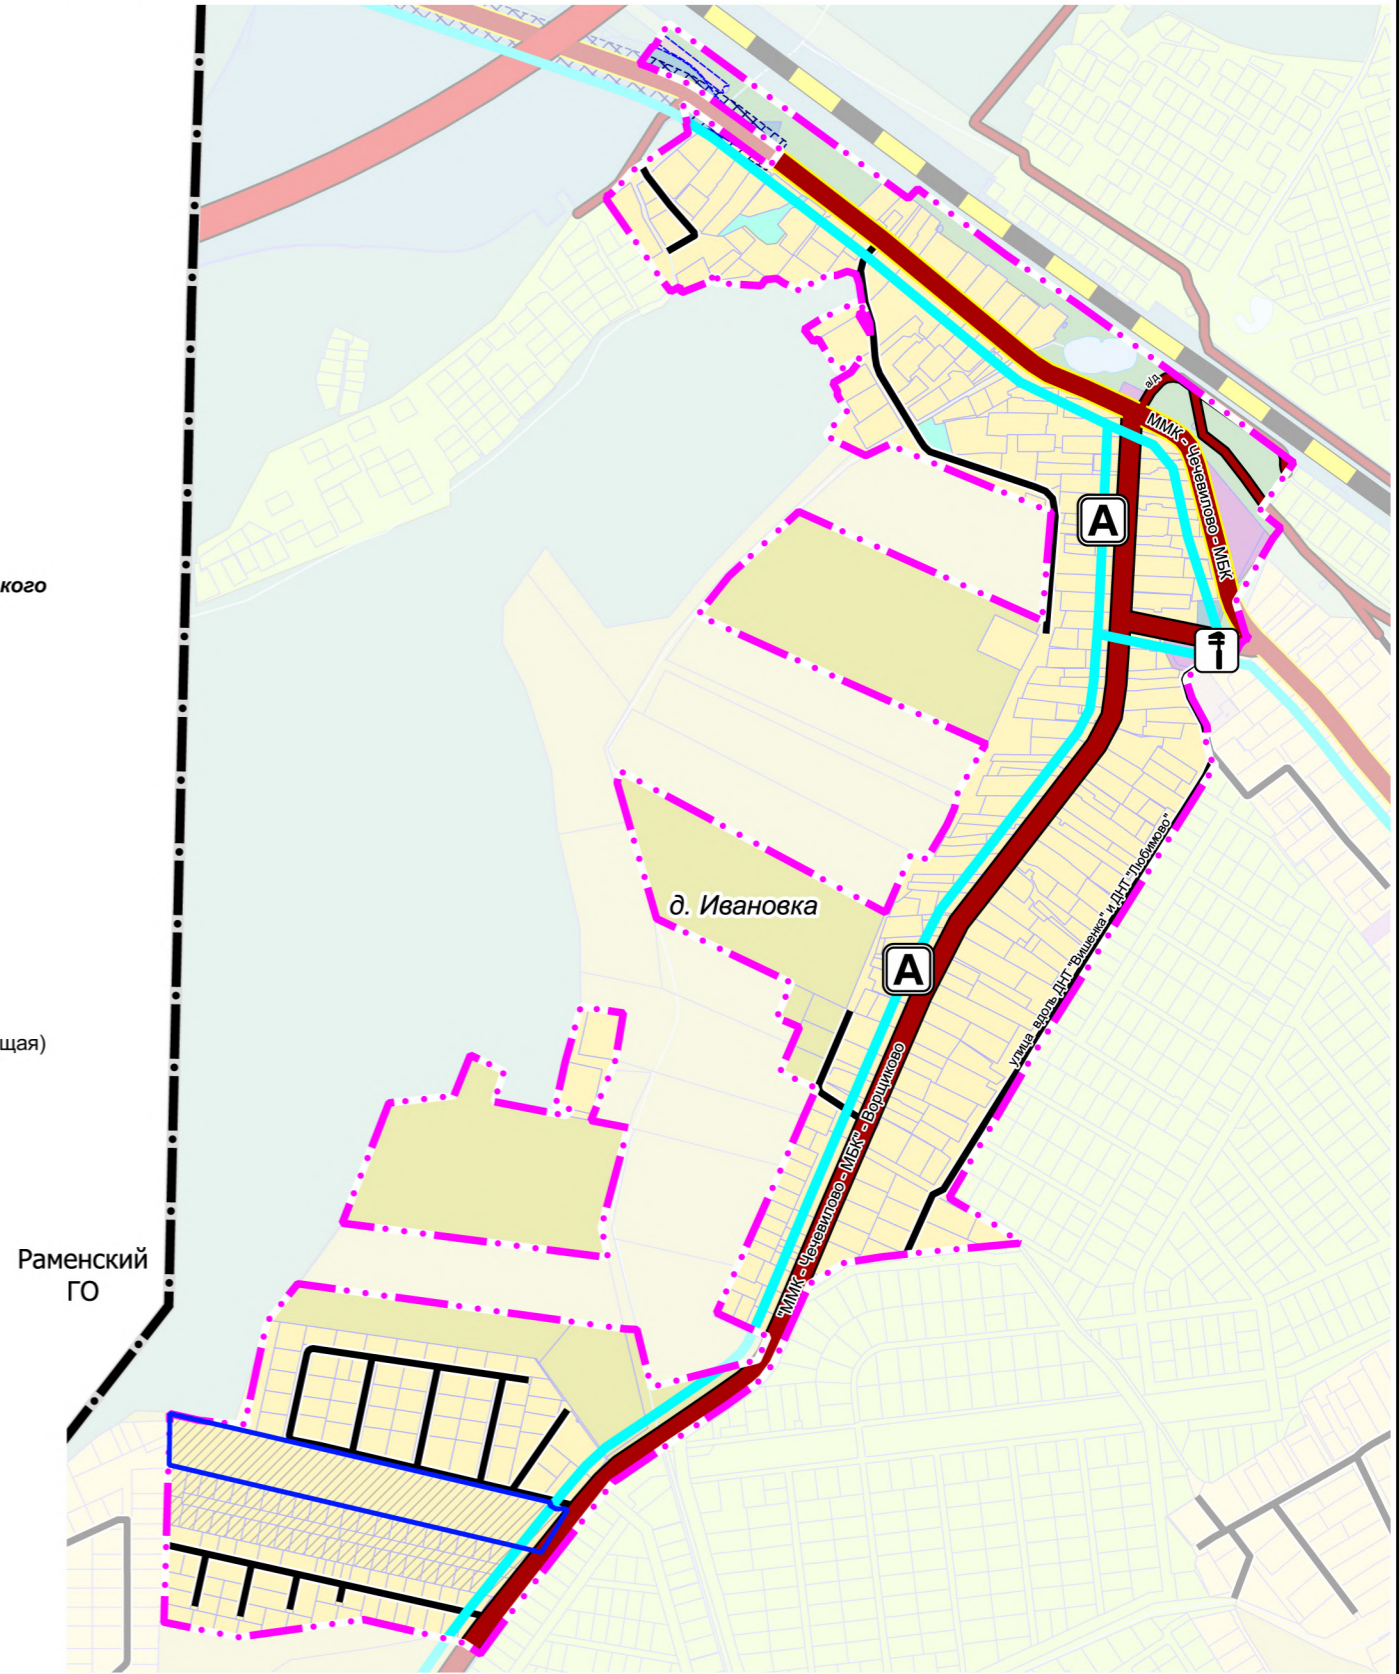 а/д
ММК - Чечевилово - МБК
А
кого
улица вдоль ДНТ "Вишенка" и ДНТ "Любимово"
д. Ивановка
А
щая)
"ММК - Чечевилово - МБК" - Ворщиково
Раменский
ГО